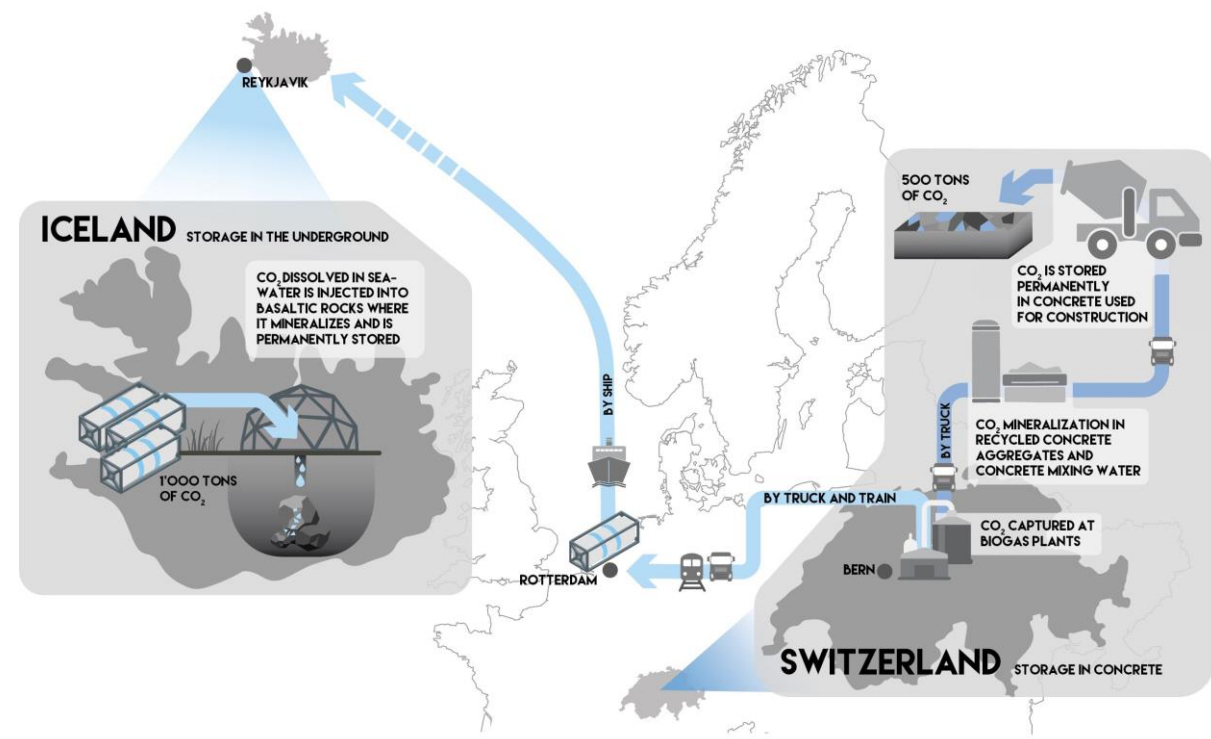 REYKJAVIK
ICELAND STORAGE IN THE UNDERGROUND
CO₂ DISSOLVED IN SEA-
WATER IS INJECTED INTO
BASALTIC ROCKS WHERE
IT MINERALIZES AND IS
PERMANENTLY STORED
1'000 TONS
OF CO₂
BY SHIP
ROTTERDAM
BY TRUCK AND TRAIN
500 TONS
OF CO₂
CO₂ IS STORED
PERMANENTLY
IN CONCRETE USED
FOR CONSTRUCTION
BY TRUCK
CO₂ MINERALIZATION IN
RECYCLED CONCRETE
AGGREGATES AND
CONCRETE MIXING WATER
CO₂ CAPTURED AT
BIOGAS PLANTS
BERN
SWITZERLAND STORAGE IN CONCRETE